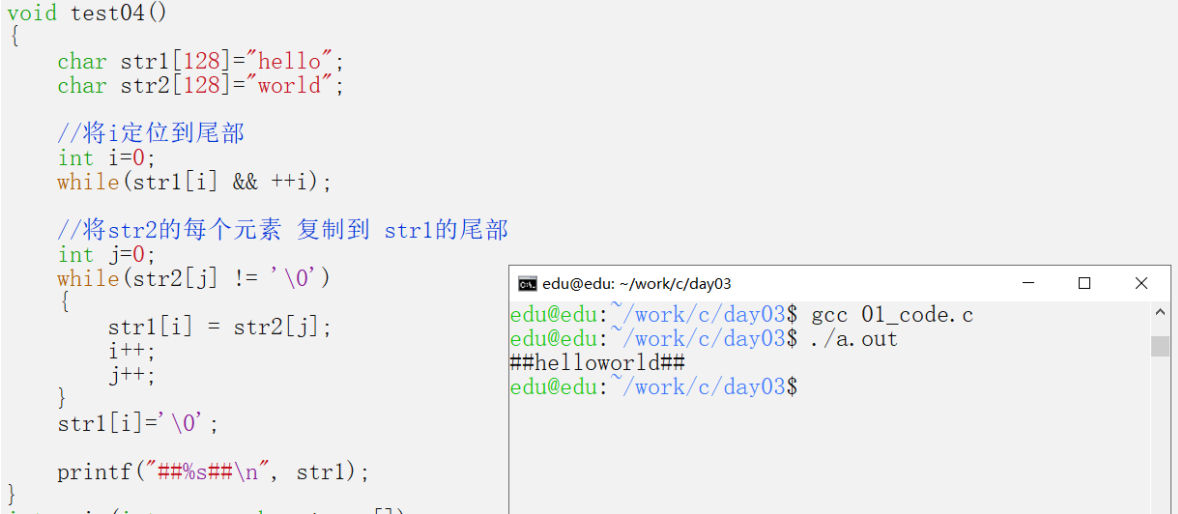 void test04()
{
    char str1[128]="hello";
    char str2[128]="world";

    //将i定位到尾部
    int i=0;
    while(str1[i] && ++i);

    //将str2的每个元素 复制到 str1的尾部
    int j=0;
    while(str2[j] != '\0')
    {
        str1[i] = str2[j];
        i++;
        j++;
    }
    str1[i]='\0';

    printf("##%s##\n", str1);
}
edu@edu: ~/work/c/day03
edu@edu:~/work/c/day03$ gcc 01_code.c
edu@edu:~/work/c/day03$ ./a.out
##helloworld##
edu@edu:~/work/c/day03$